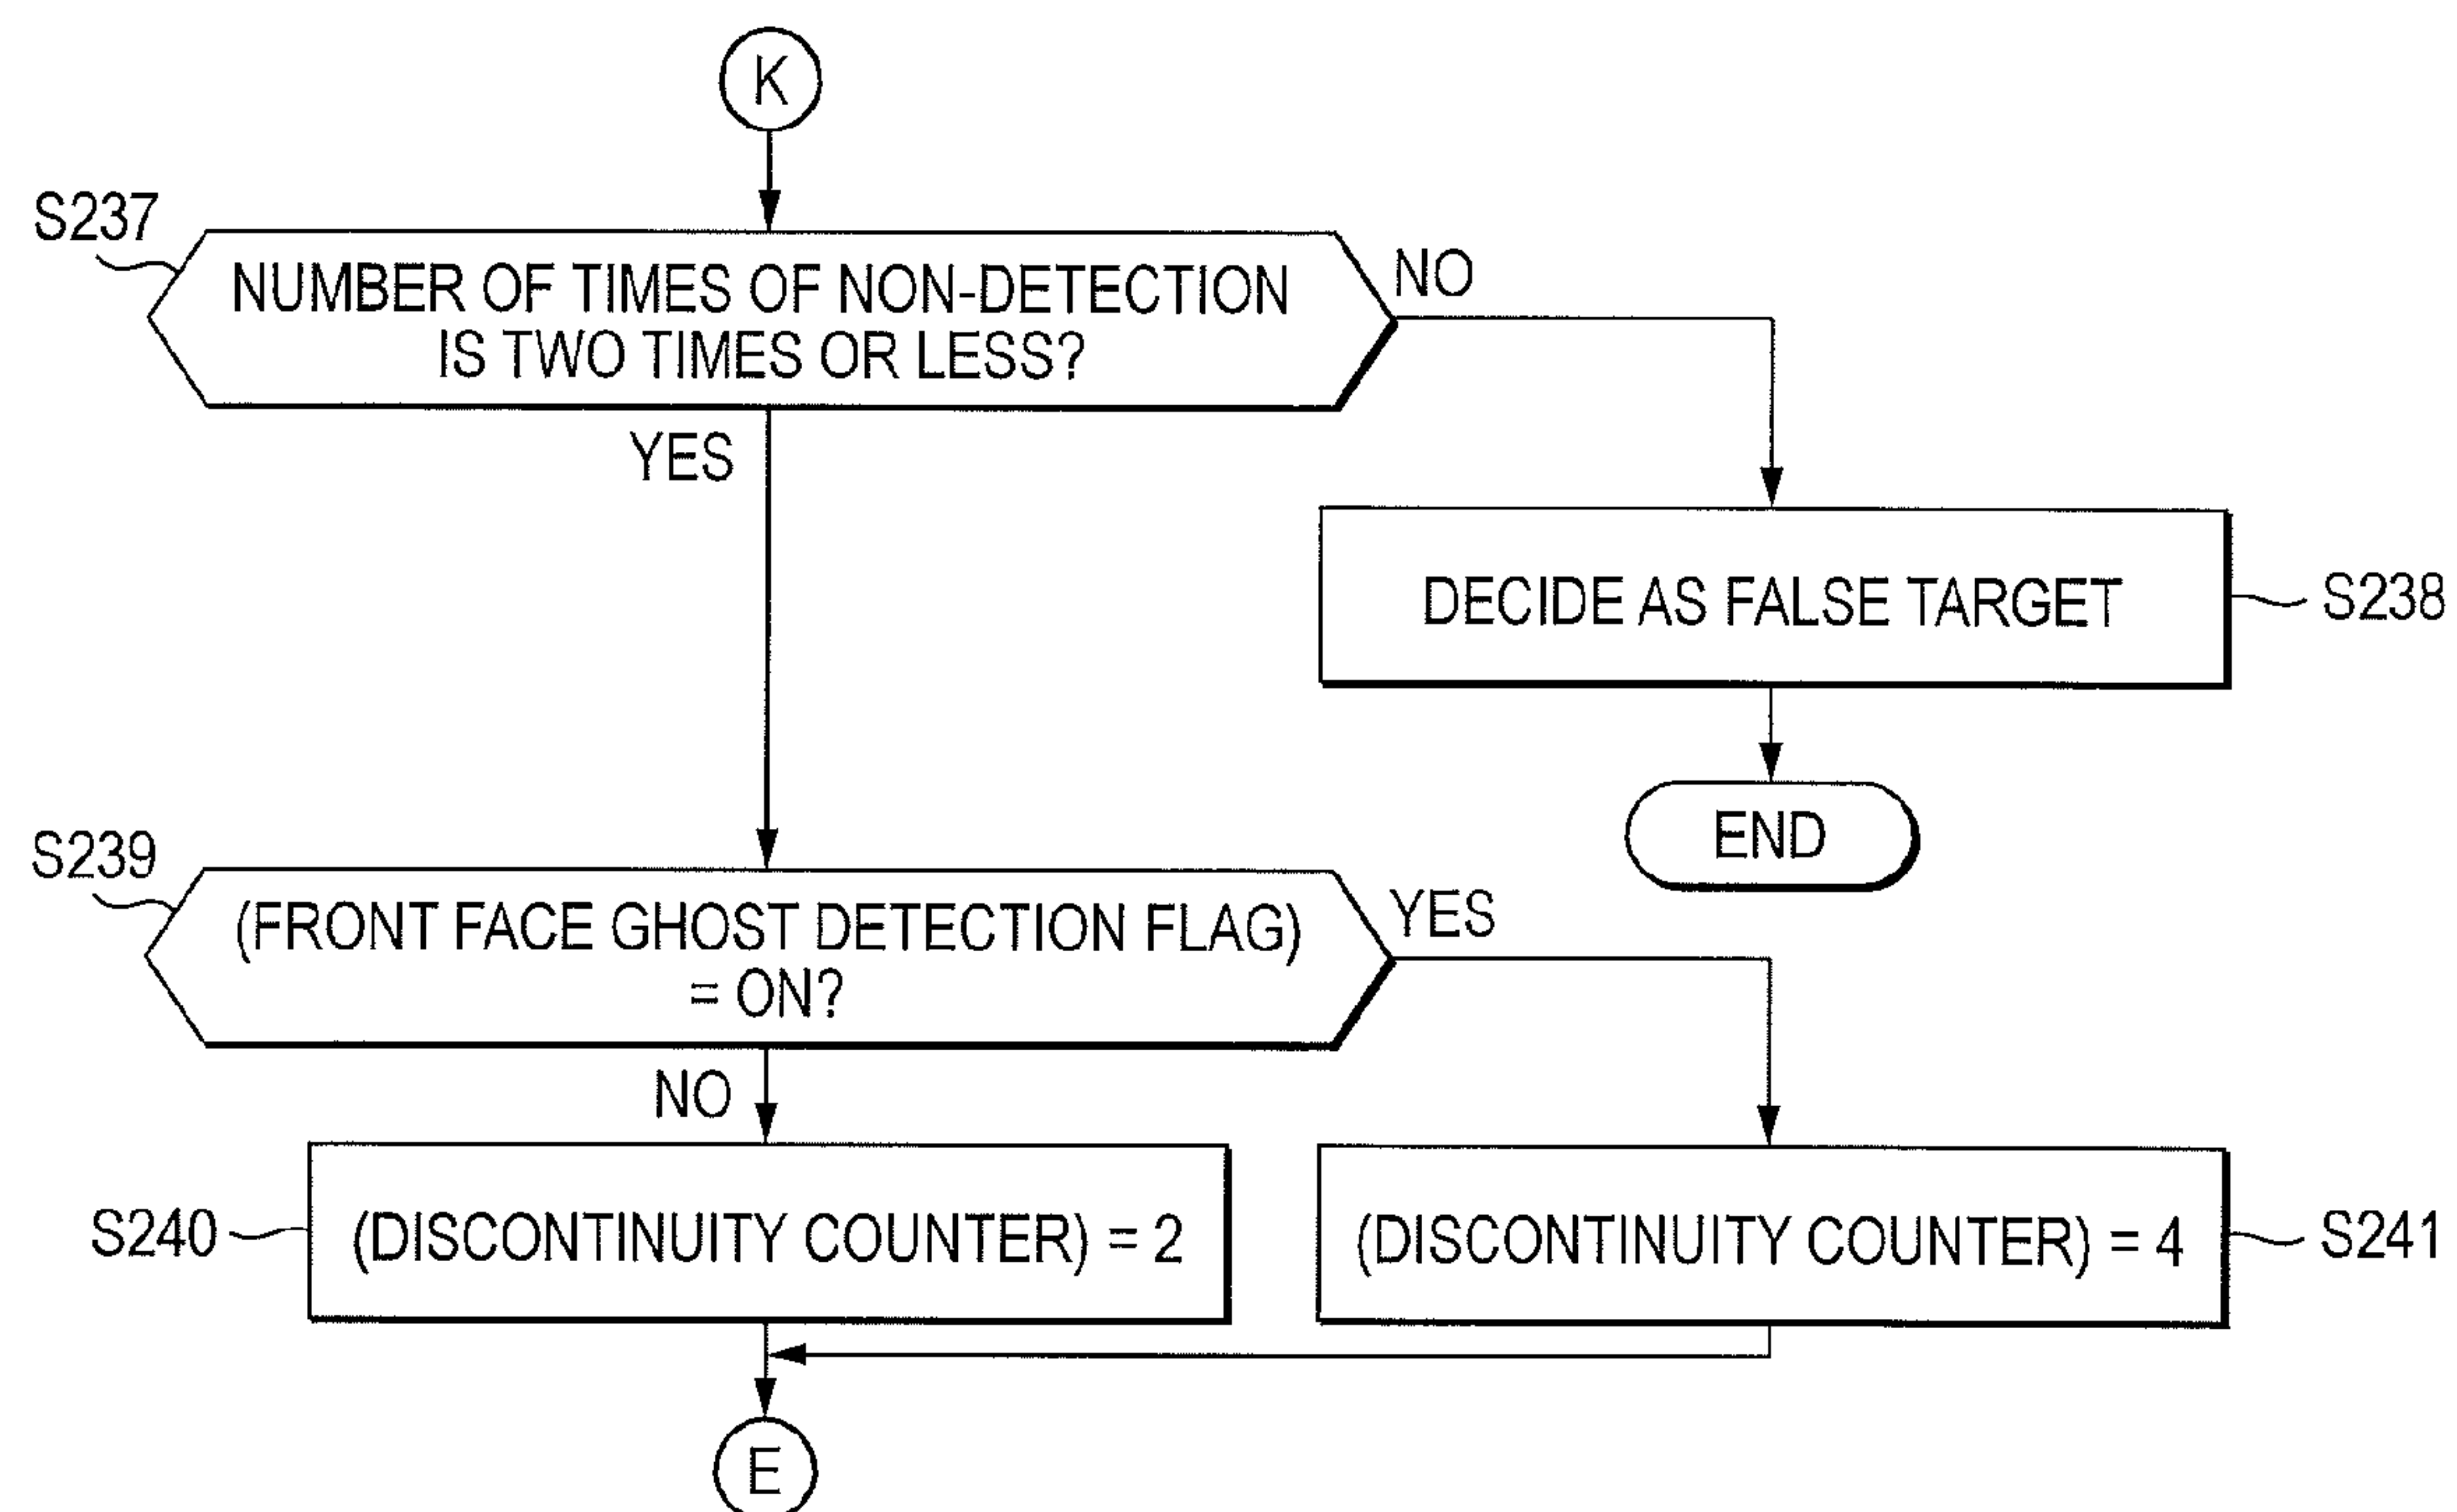 K
S237
NUMBER OF TIMES OF NON-DETECTION
IS TWO TIMES OR LESS?
NO
YES
DECIDE AS FALSE TARGET
S238
END
S239
(FRONT FACE GHOST DETECTION FLAG)
= ON?
YES
NO
S240
(DISCONTINUITY COUNTER) = 2
(DISCONTINUITY COUNTER) = 4
S241
E